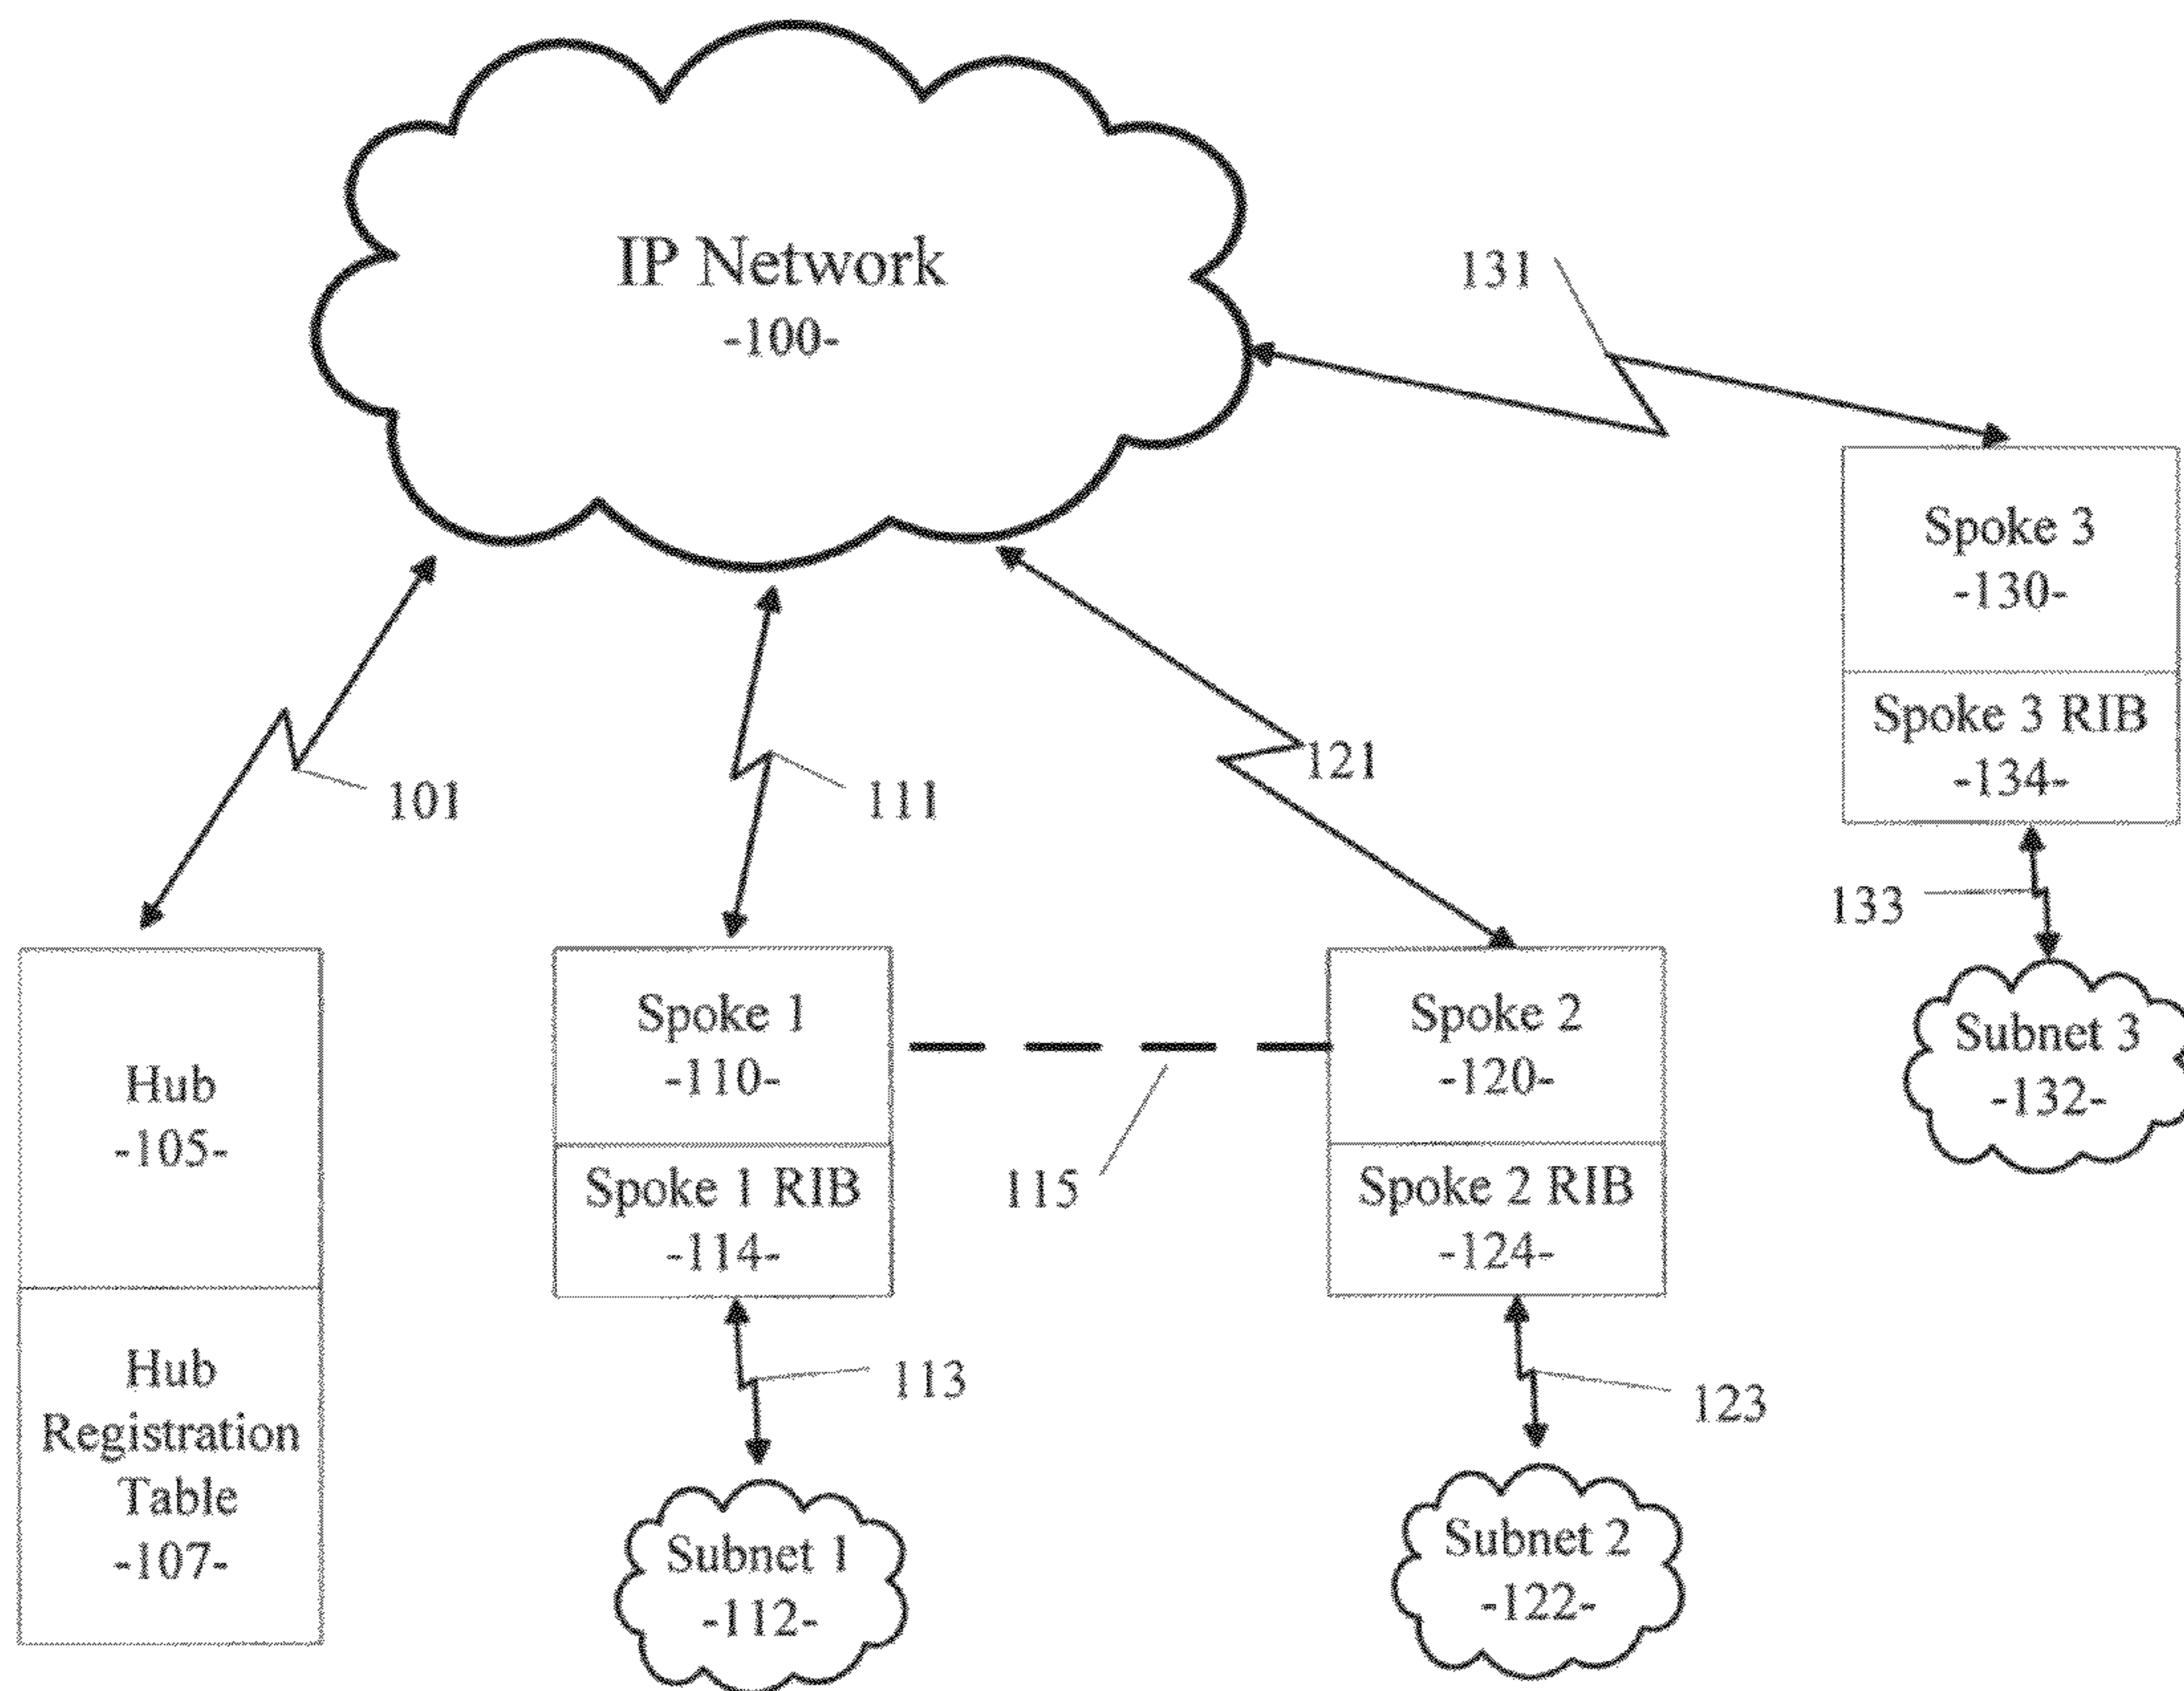 IP Network
-100-
131
Spoke 3
-130-
Spoke 3 RIB
-134-
101
111
121
133
Subnet 3
-132-
Hub
-105-
Hub
Registration
Table
-107-
Spoke 1
-110-
Spoke 1 RIB
-114-
115
Spoke 2
-120-
Spoke 2 RIB
-124-
113
123
Subnet 1
-112-
Subnet 2
-122-